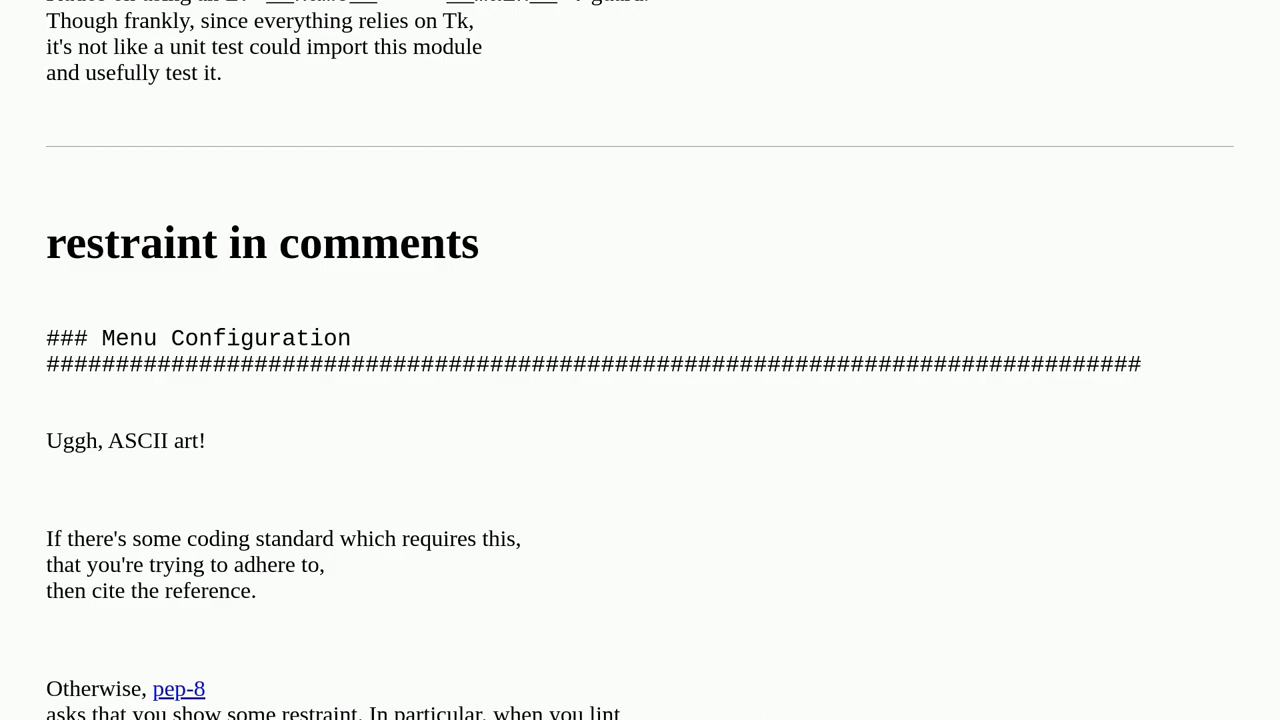 Though frankly, since everything relies on Tk,
it's not like a unit test could import this module
and usefully test it.
restraint in comments
### Menu Configuration
###############################################################################
Uggh, ASCII art!
If there's some coding standard which requires this,
that you're trying to adhere to,
then cite the reference.
Otherwise, pep-8
asks that you show some restraint. In particular, when you lint